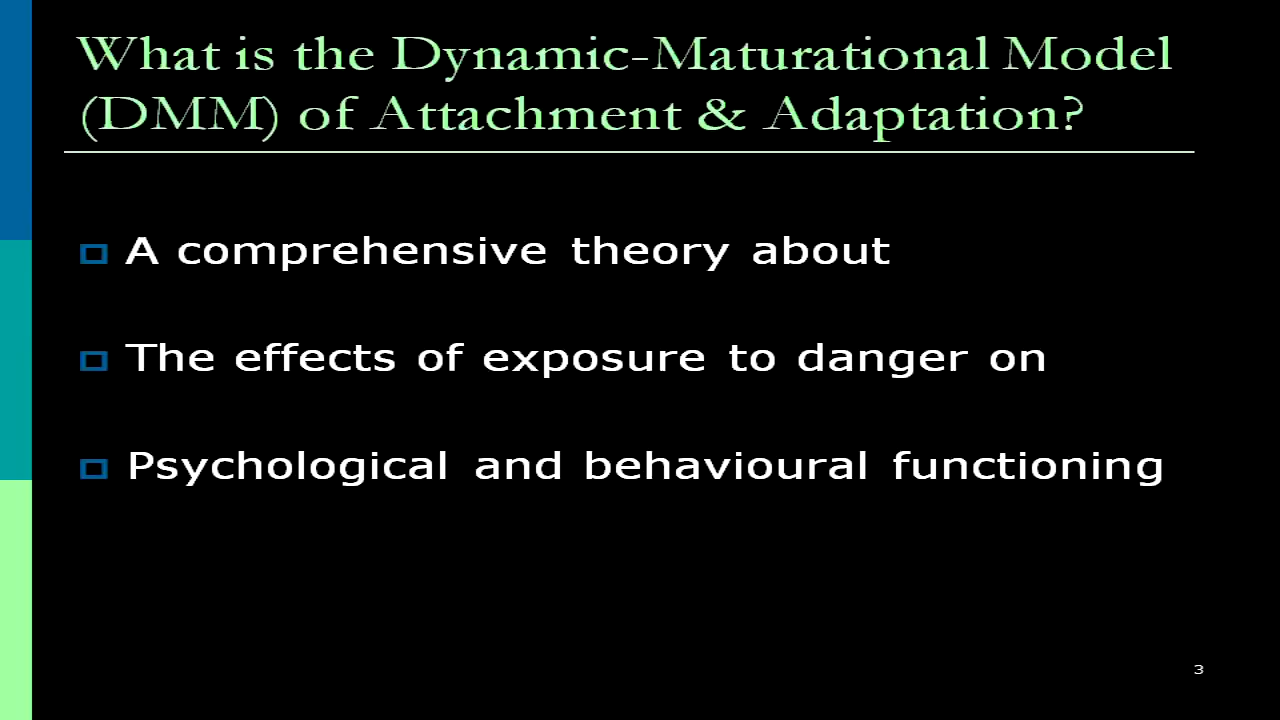 What is the Dynamic-Maturational Model
(DMM) of Attachment & Adaptation?
A comprehensive theory about
The effects of exposure to danger on
Psychological and behavioural functioning
3